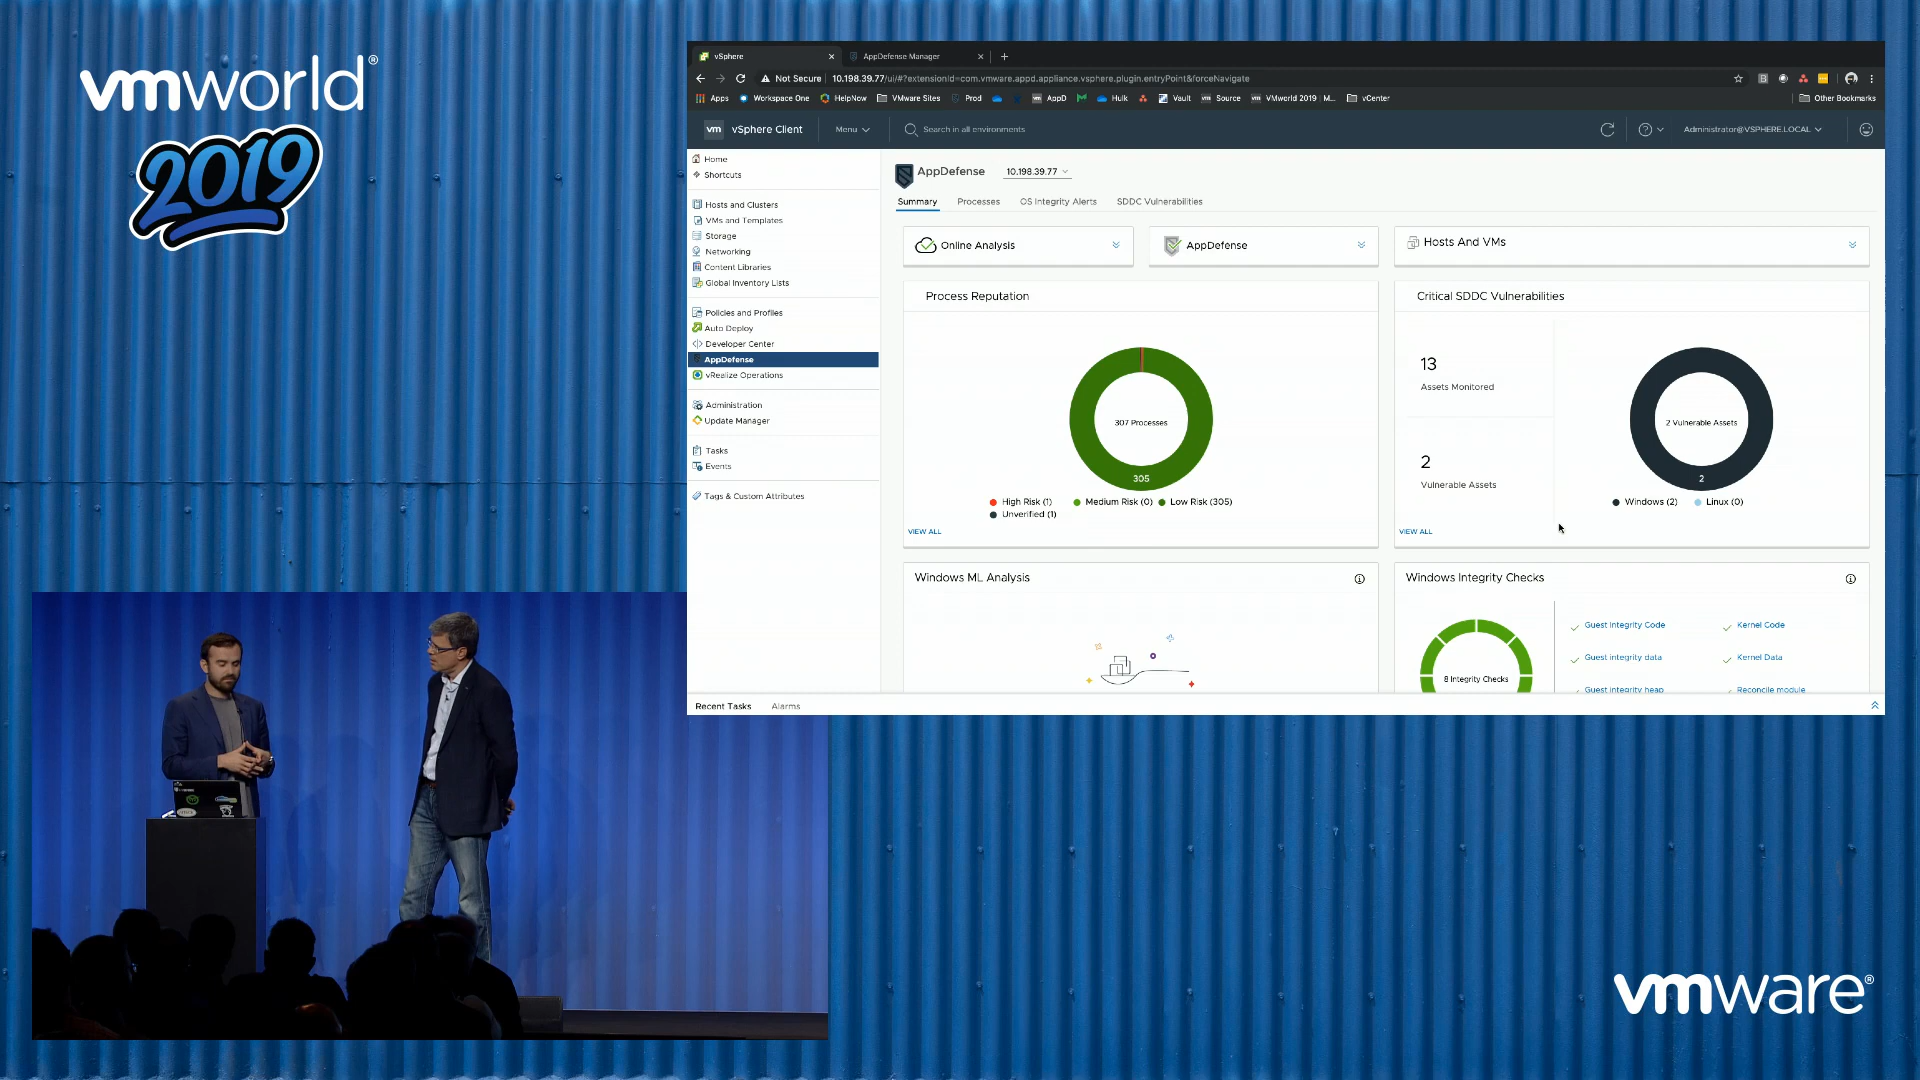 vmworld®
2019
vSphere
AppDefense Manager
Not Secure
10.198.39.77/ui/#?extensionId=com.vmware.appd.appliance.vsphere.plugin.entryPoint&forceNavigate
Apps
Workspace One
HelpNow
VMware Sites
Prod
AppD
Hulk
Vault
Source
VMworld 2019 | M...
vCenter
Other Bookmarks
vm vSphere Client
Menu
Search in all environments
Administrator@VSPHERE.LOCAL
Home
Shortcuts
Hosts and Clusters
VMs and Templates
Storage
Networking
Content Libraries
Global Inventory Lists
Policies and Profiles
Auto Deploy
Developer Center
AppDefense
vRealize Operations
Administration
Update Manager
Tasks
Events
Tags & Custom Attributes
AppDefense
10.198.39.77
Summary
Processes
OS Integrity Alerts
SDDC Vulnerabilities
Online Analysis
AppDefense
Hosts And VMs
Process Reputation
307 Processes
305
High Risk (1)
Medium Risk (0)
Low Risk (305)
Unverified (1)
VIEW ALL
Critical SDDC Vulnerabilities
13
Assets Monitored
2
Vulnerable Assets
2 Vulnerable Assets
2
Windows (2)
Linux (0)
VIEW ALL
Windows ML Analysis
Windows Integrity Checks
8 Integrity Checks
Guest Integrity Code
Kernel Code
Guest integrity data
Kernel Data
Guest integrity heap
Reconcile module
Recent Tasks
Alarms
vmware®